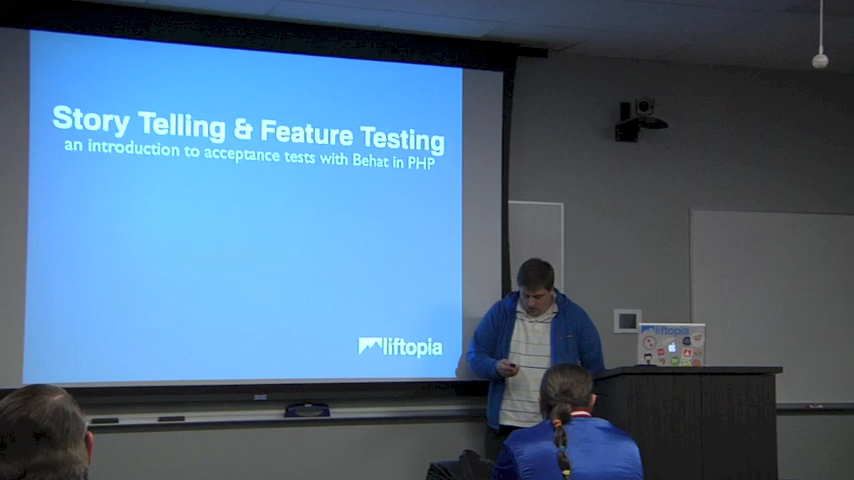 Story Telling & Feature Testing
an introduction to acceptance tests with Behat in PHP
liftopia
liftopia